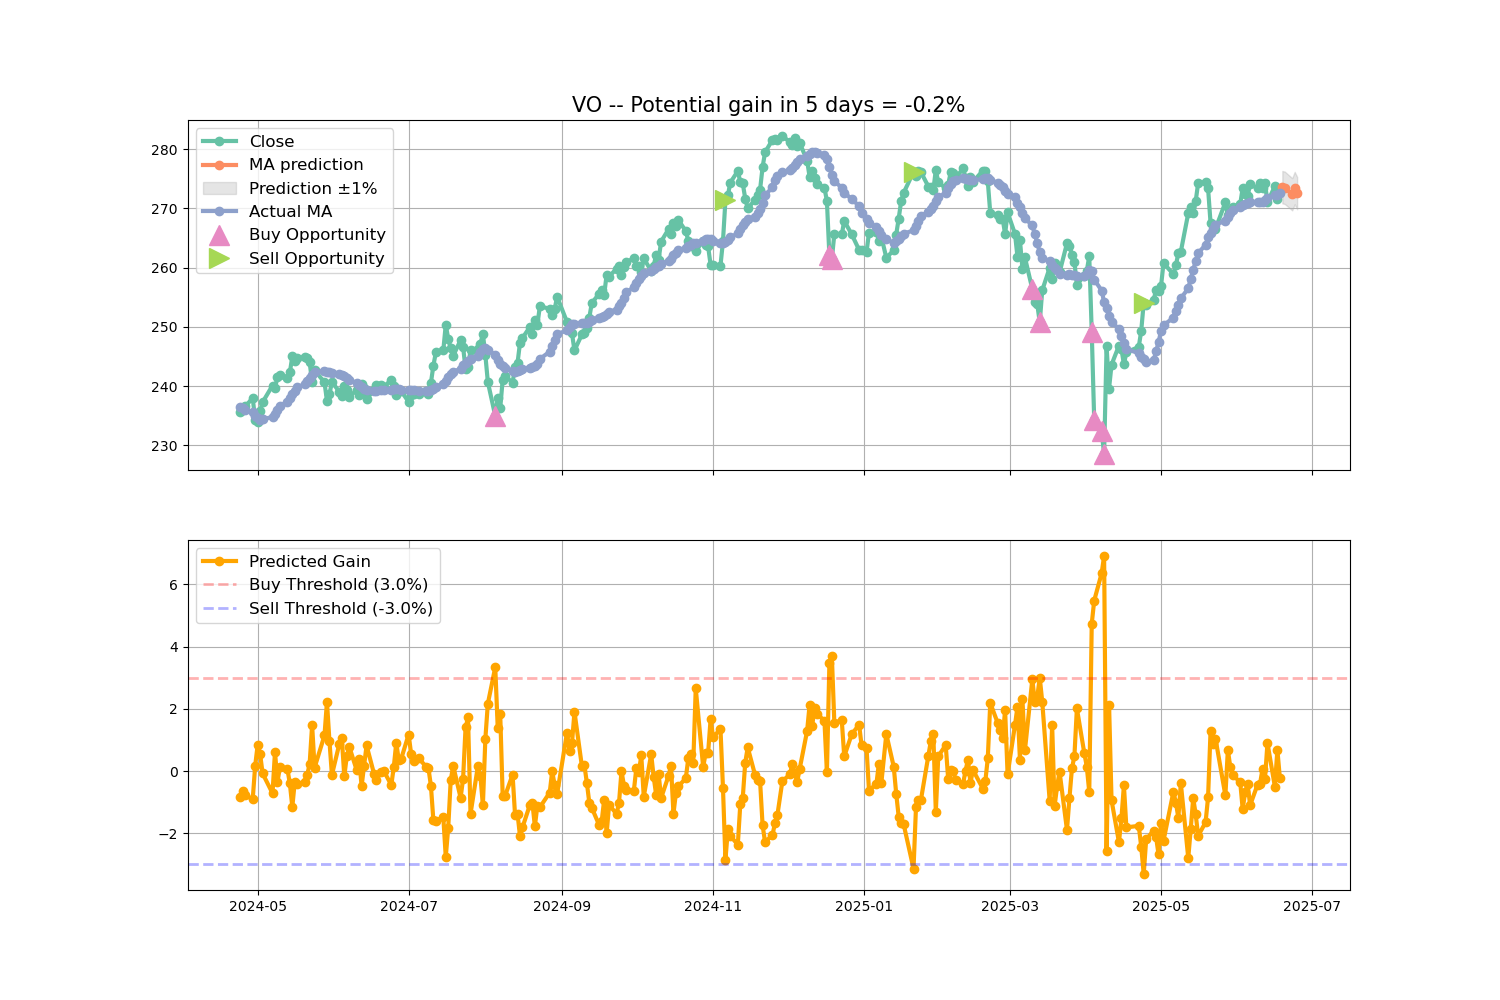 VO -- Potential gain in 5 days = -0.2%
Close
MA prediction
Prediction ±1%
Actual MA
Buy Opportunity
Sell Opportunity
280
270
260
250
240
230
Predicted Gain
Buy Threshold (3.0%)
Sell Threshold (-3.0%)
6
4
2
0
−2
2024-05 2024-07 2024-09 2024-11 2025-01 2025-03 2025-05 2025-07